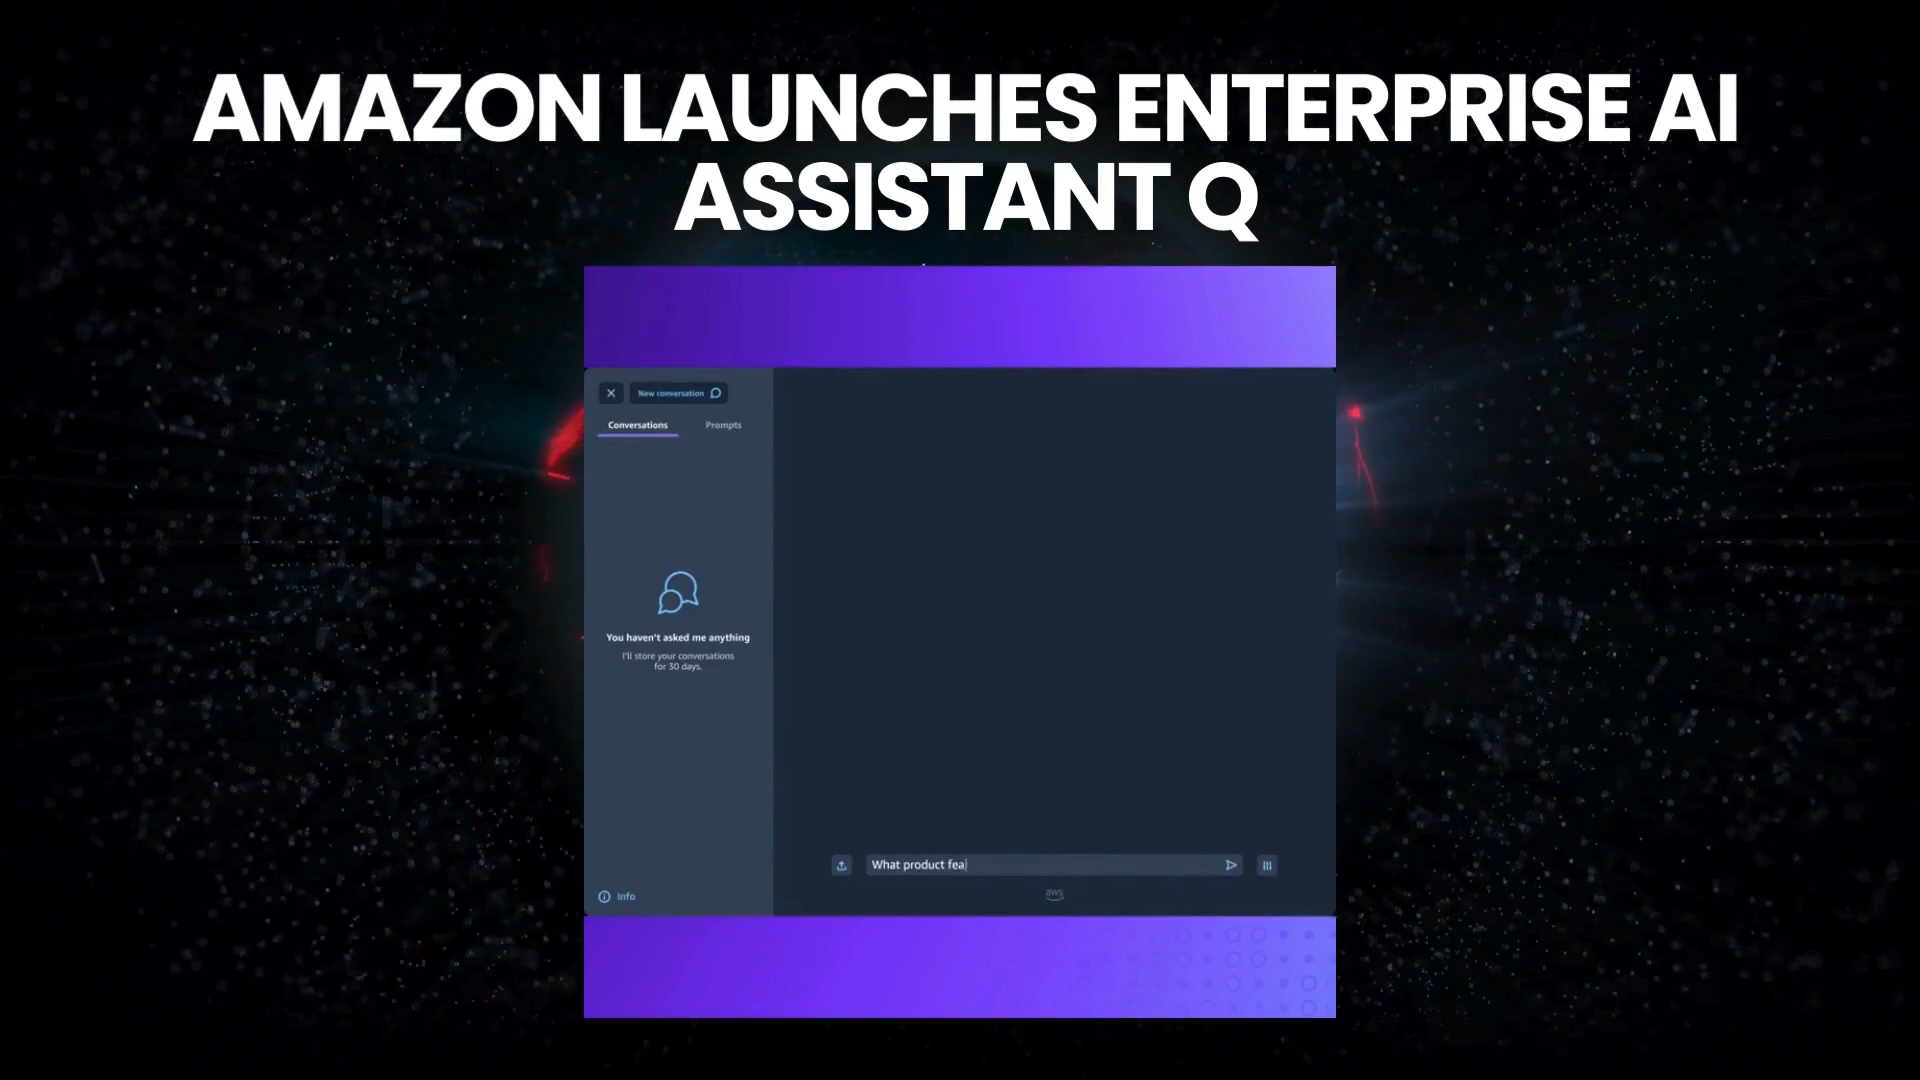 AMAZON LAUNCHES ENTERPRISE AI
ASSISTANT Q
New conversation
Conversations Prompts
You haven't asked me anything
I'll store your conversations
for 30 days.
What product fea
aws
Info